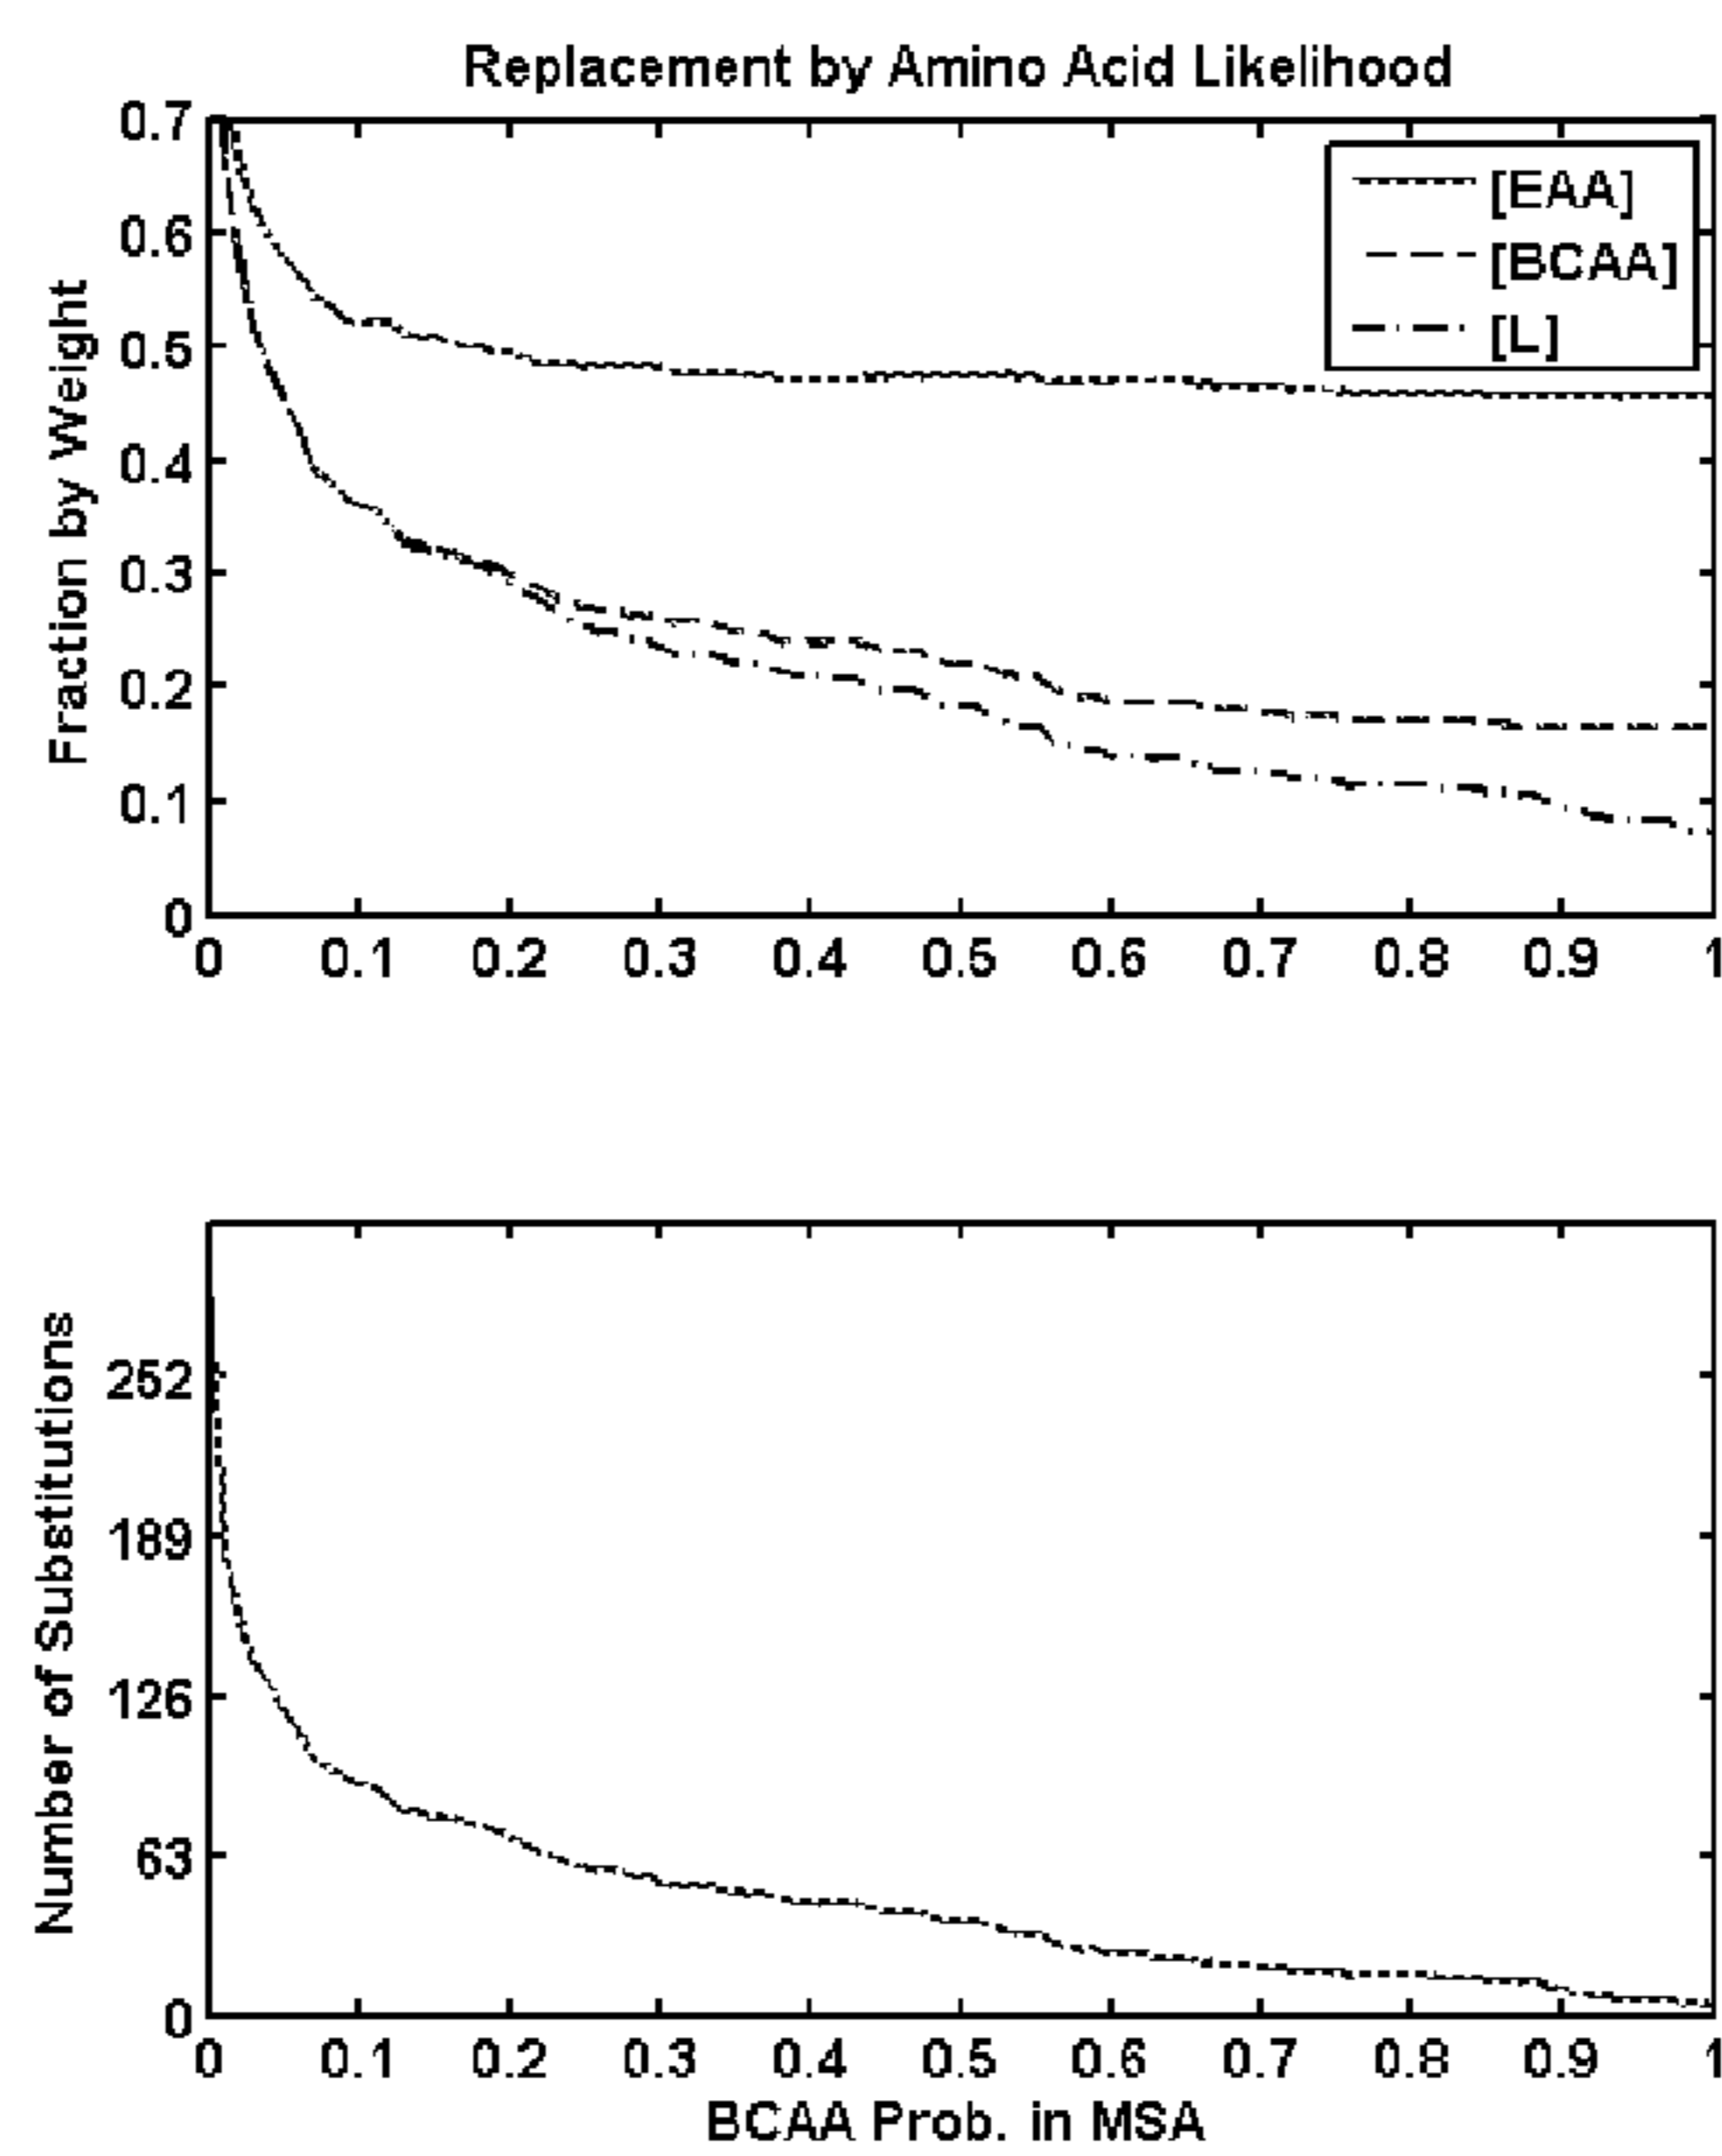 Replacement by Amino Acid Likelihood
Fraction by Weight
0.7
0.6
0.5
0.4
0.3
0.2
0.1
0
[EAA]
[BCAA]
[L]
0 0.1 0.2 0.3 0.4 0.5 0.6 0.7 0.8 0.9 1
Number of Substitutions
252
189
126
63
0
0 0.1 0.2 0.3 0.4 0.5 0.6 0.7 0.8 0.9 1
BCAA Prob. in MSA